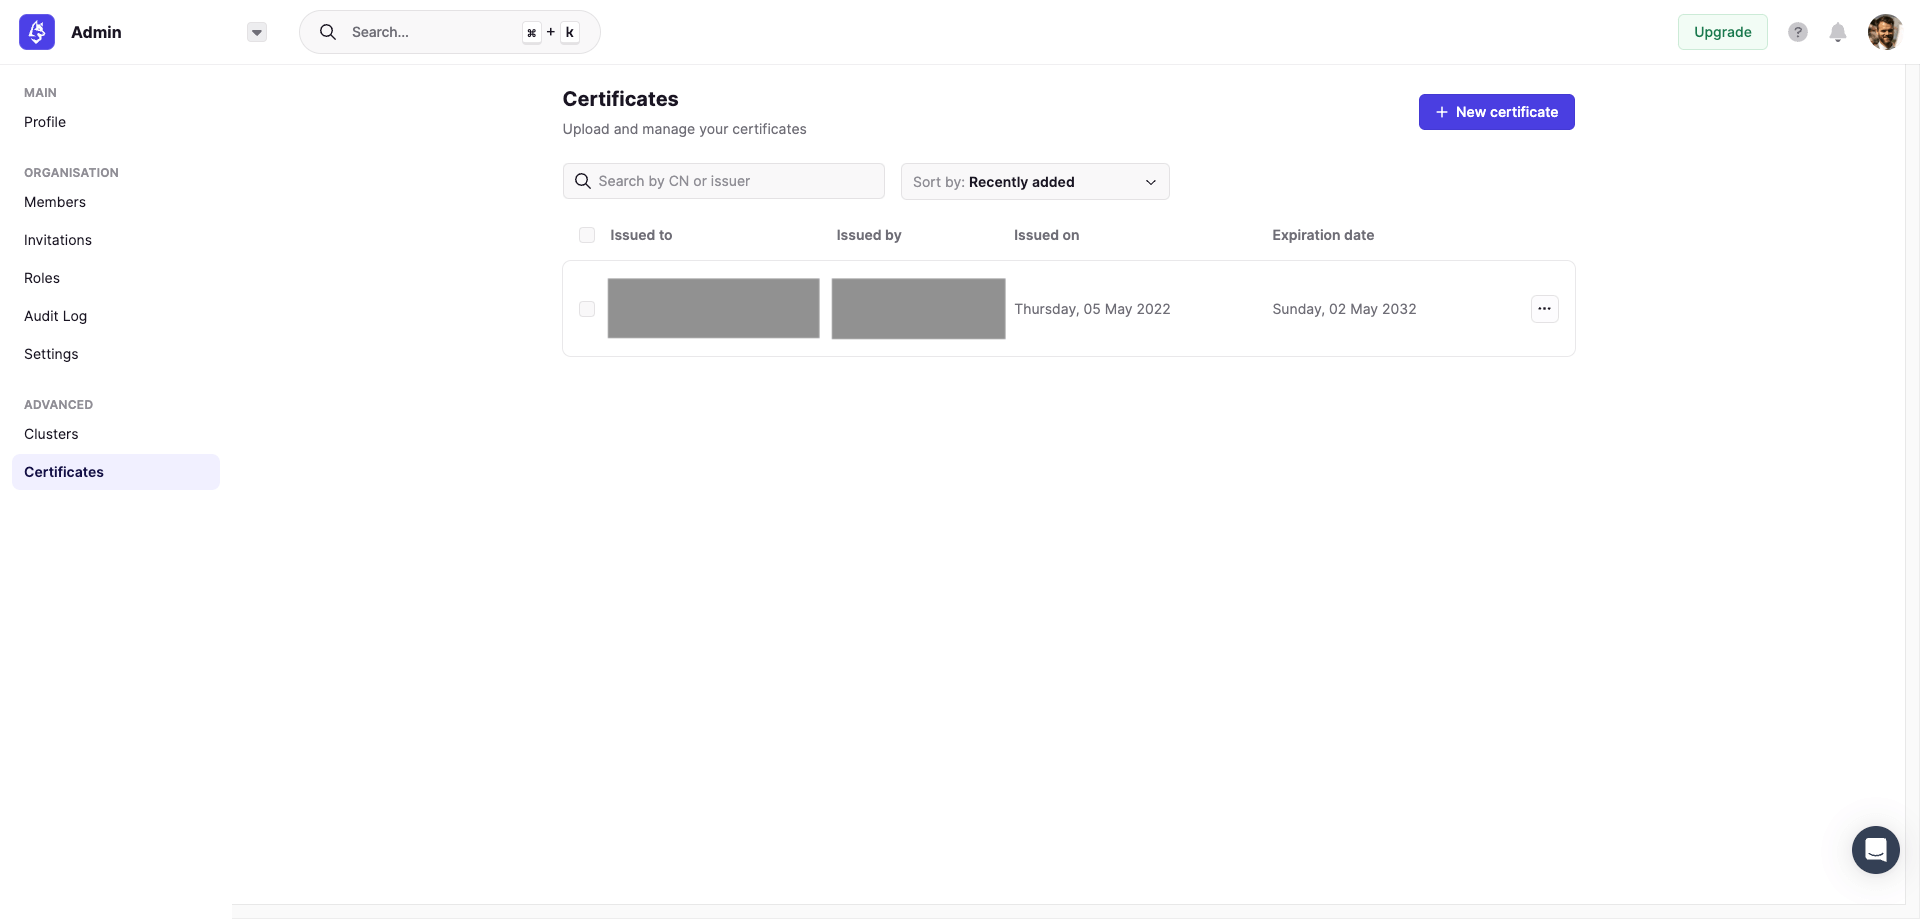 Admin
Search...
⌘ + k
Upgrade
?
MAIN
Profile
ORGANISATION
Members
Invitations
Roles
Audit Log
Settings
ADVANCED
Clusters
Certificates
Certificates
Upload and manage your certificates
+ New certificate
Search by CN or issuer
Sort by: Recently added
Issued to Issued by Issued on Expiration date
Thursday, 05 May 2022 Sunday, 02 May 2032